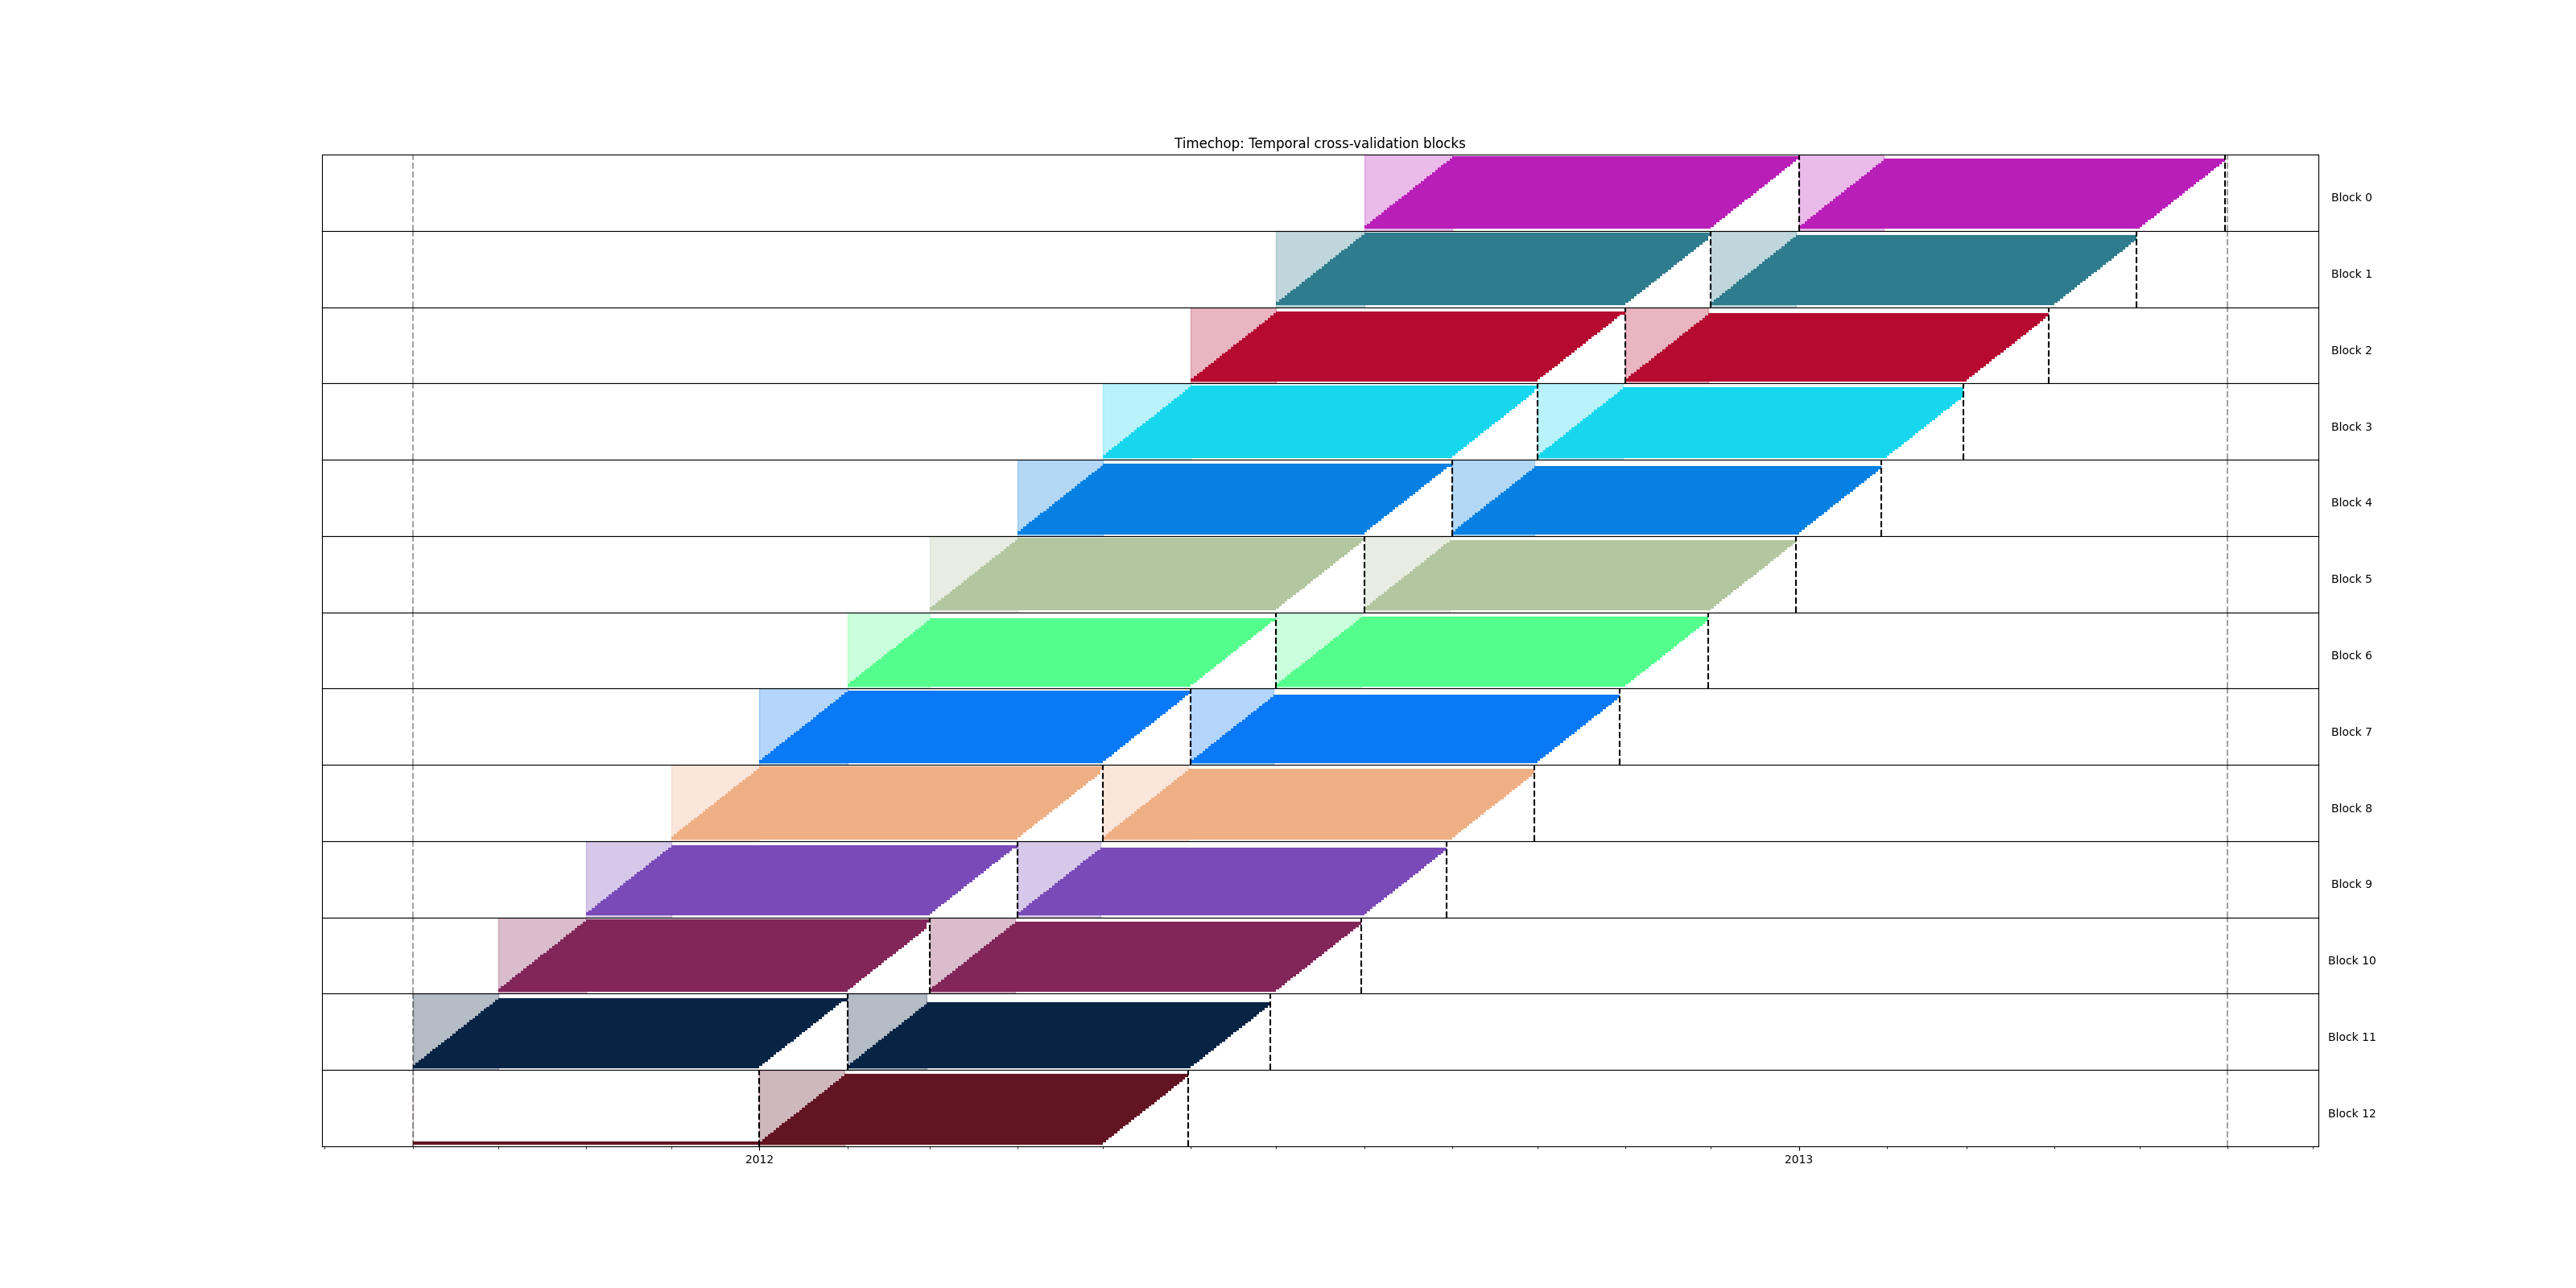 Timechop: Temporal cross-validation blocks
Block 0
Block 1
Block 2
Block 3
Block 4
Block 5
Block 6
Block 7
Block 8
Block 9
Block 10
Block 11
Block 12
2012 2013